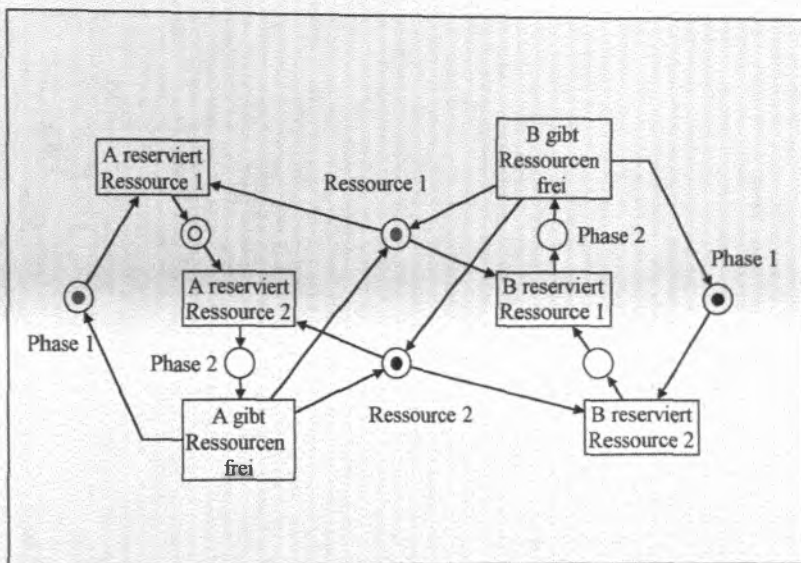 A reserviert
Ressource 1
Ressource 1
B gibt
Ressourcen
frei
Phase 2
Phase 1
A reserviert
Ressource 2
B reserviert
Ressource 1
Phase 1
Phase 2
A gibt
Ressourcen
frei
Ressource 2
B reserviert
Ressource 2